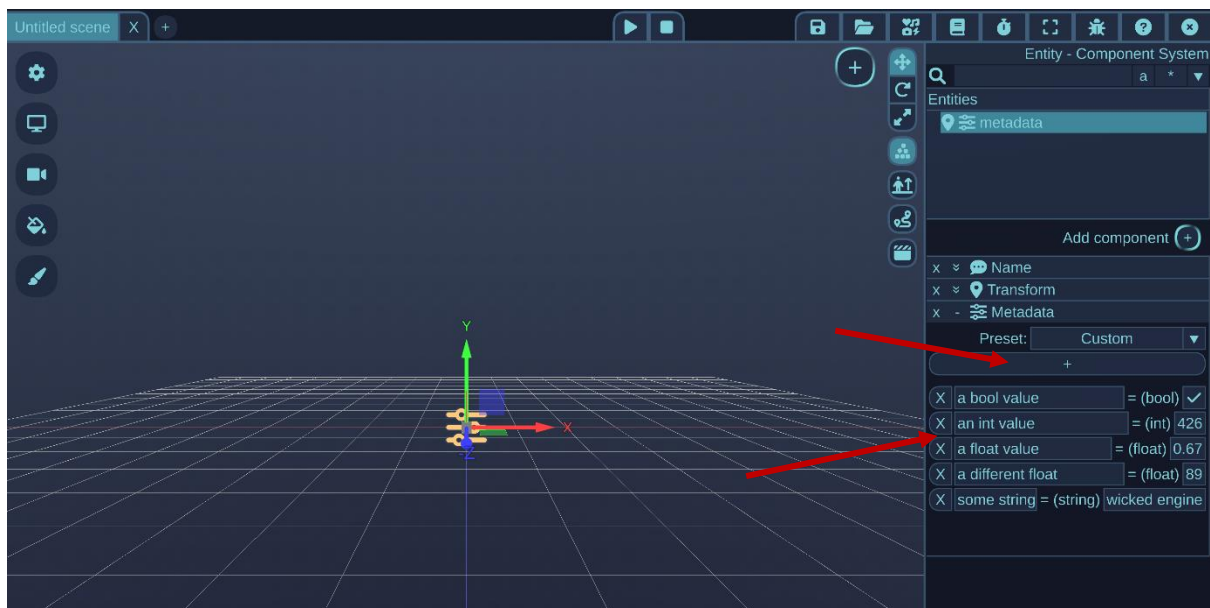 Untitled scene X +
+
Entity - Component System
a * ▼
Entities
metadata
Add component +
x Name
x Transform
x - Metadata
Preset: Custom ▼
+
X a bool value = (bool) ✓
X an int value = (int) 426
X a float value = (float) 0.67
X a different float = (float) 89
X some string = (string) wicked engine
Y
X
Z